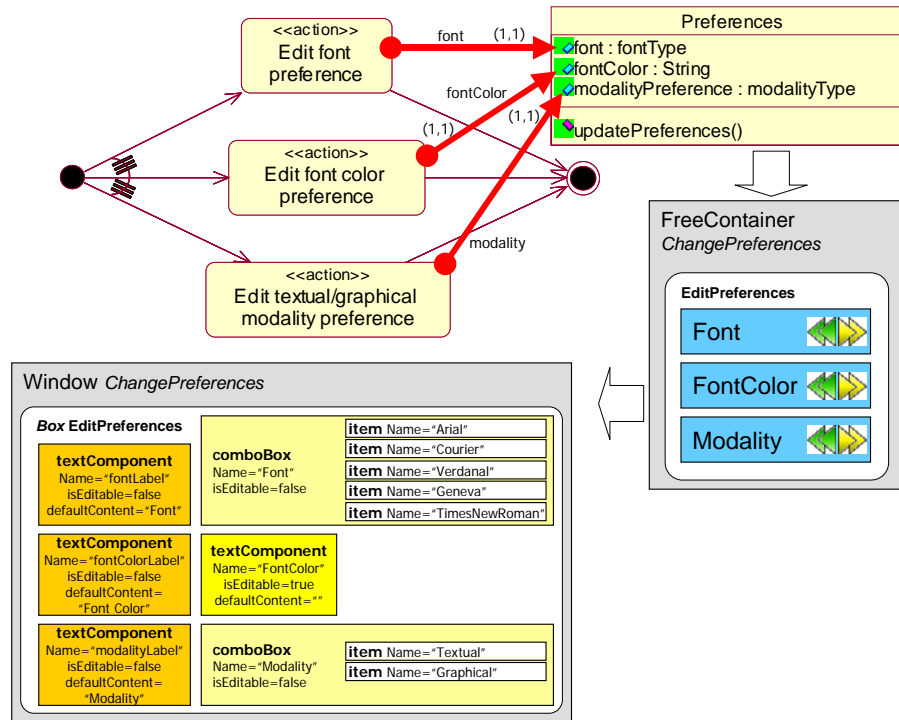 <<action>>
Edit font
preference
font
(1,1)
Preferences
font : fontType
fontColor : String
modalityPreference : modalityType
updatePreferences()
fontColor
(1,1)
(1,1)
<<action>>
Edit font color
preference
modality
<<action>>
Edit textual/graphical
modality preference
FreeContainer
ChangePreferences
EditPreferences
Font
FontColor
Modality
Window ChangePreferences
Box EditPreferences
textComponent
Name="fontLabel"
isEditable=false
defaultContent="Font"
comboBox
Name="Font"
isEditable=false
item Name="Arial"
item Name="Courier"
item Name="Verdanal"
item Name="Geneva"
item Name="TimesNewRoman"
textComponent
Name="fontColorLabel"
isEditable=false
defaultContent=
"Font Color"
textComponent
Name="FontColor"
isEditable=true
defaultContent=""
textComponent
Name="modalityLabel"
isEditable=false
defaultContent=
"Modality"
comboBox
Name="Modality"
isEditable=false
item Name="Textual"
item Name="Graphical"